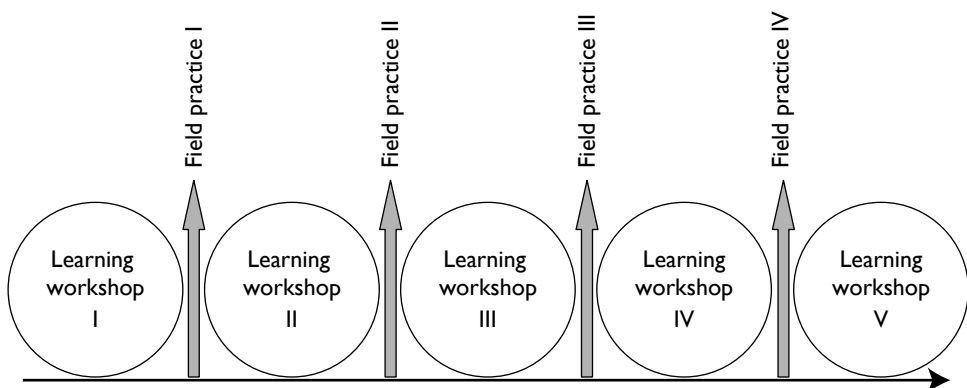 Field practice I
Field practice II
Field practice III
Field practice IV
Learning
workshop
I
Learning
workshop
II
Learning
workshop
III
Learning
workshop
IV
Learning
workshop
V